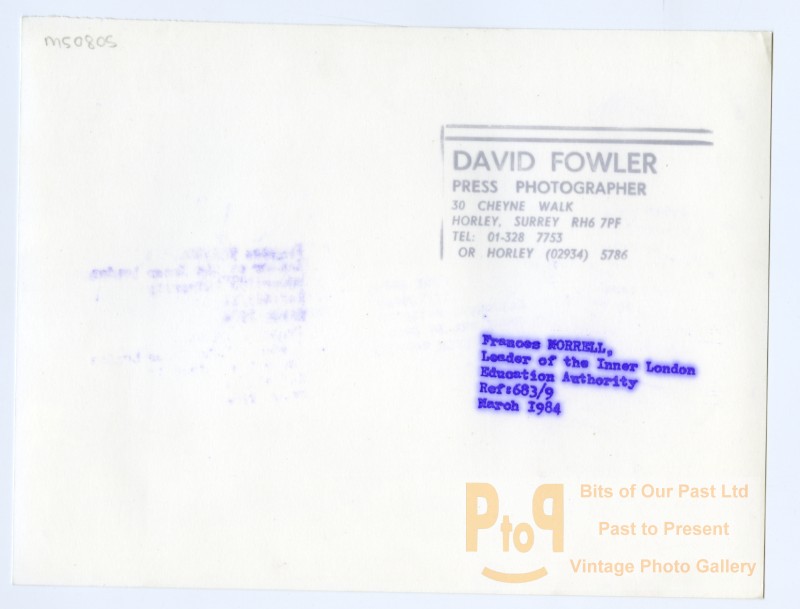 m50805
DAVID FOWLER
PRESS PHOTOGRAPHER
30 CHEYNE WALK
HORLEY, SURREY RH6 7PF
TEL: 01-328 7753
OR HORLEY (02934) 5786
Frances MORRELL,
Leader of the Inner London
Education Authority
Ref:683/9
March I984
PtoP
Bits of Our Past Ltd
Past to Present
Vintage Photo Gallery